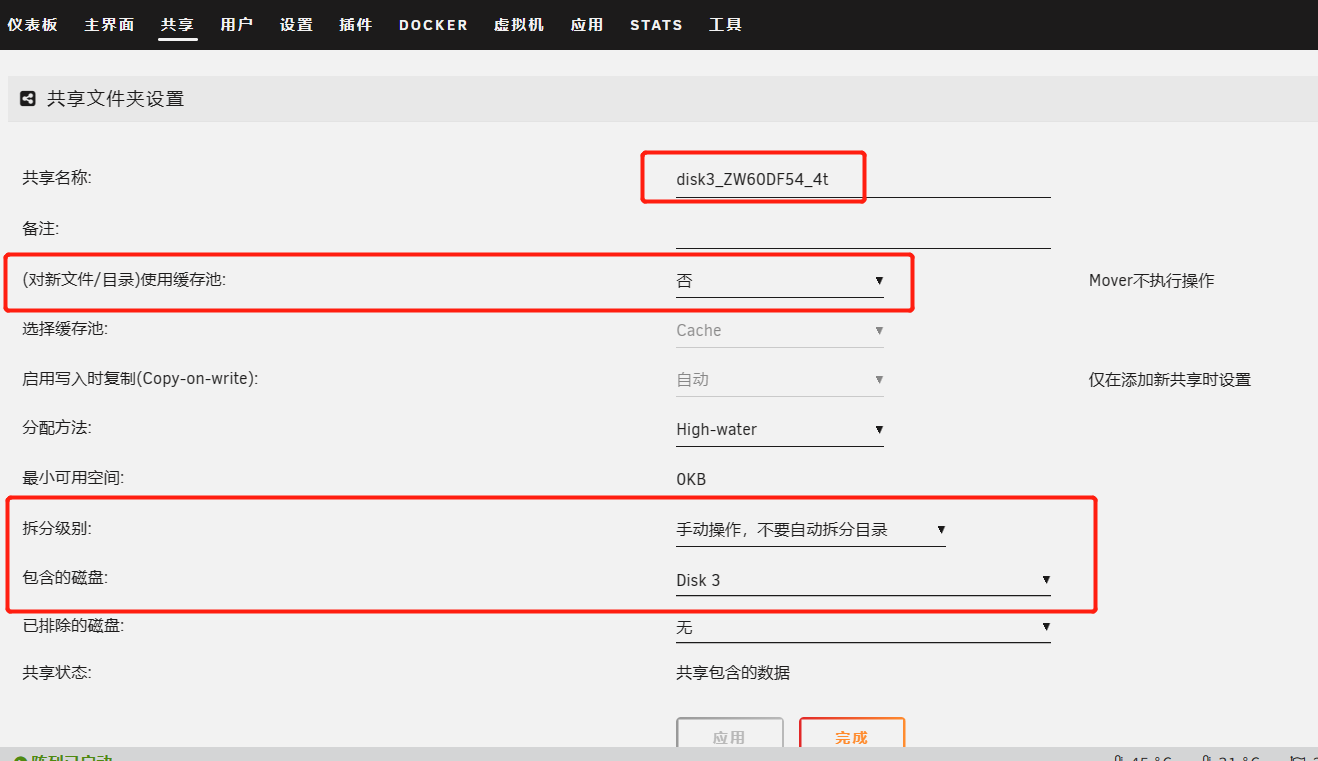 仪表板 主界面 共享 用户 设置 插件 DOCKER 虚拟机 应用 STATS 工具
共享文件夹设置
共享名称: disk3_ZW60DF54_4t
备注:
(对新文件/目录)使用缓存池: 否 Mover不执行操作
选择缓存池: Cache
启用写入时复制(Copy-on-write): 自动 仅在添加新共享时设置
分配方法: High-water
最小可用空间: 0KB
拆分级别: 手动操作，不要自动拆分目录
包含的磁盘: Disk 3
已排除的磁盘: 无
共享状态: 共享包含的数据
应用 完成
阵列已启动